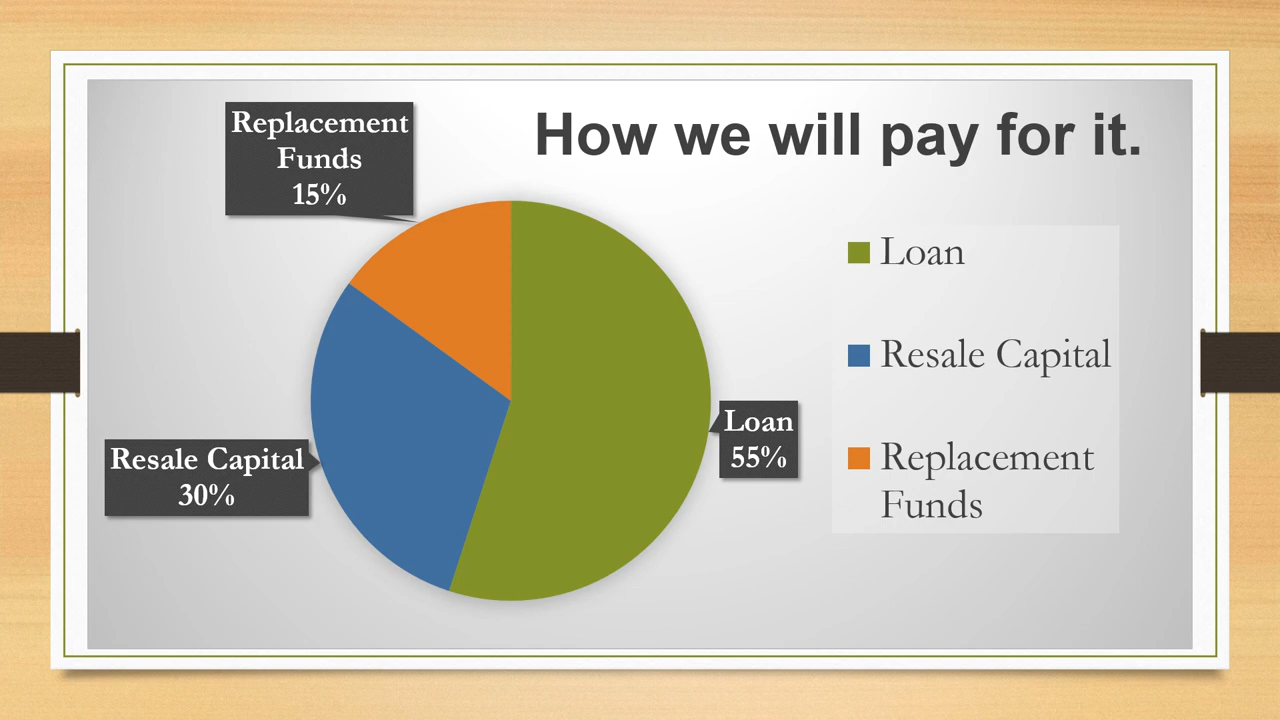 How we will pay for it.
Replacement
Funds
15%
Loan
Resale Capital
Replacement
Funds
Loan
55%
Resale Capital
30%